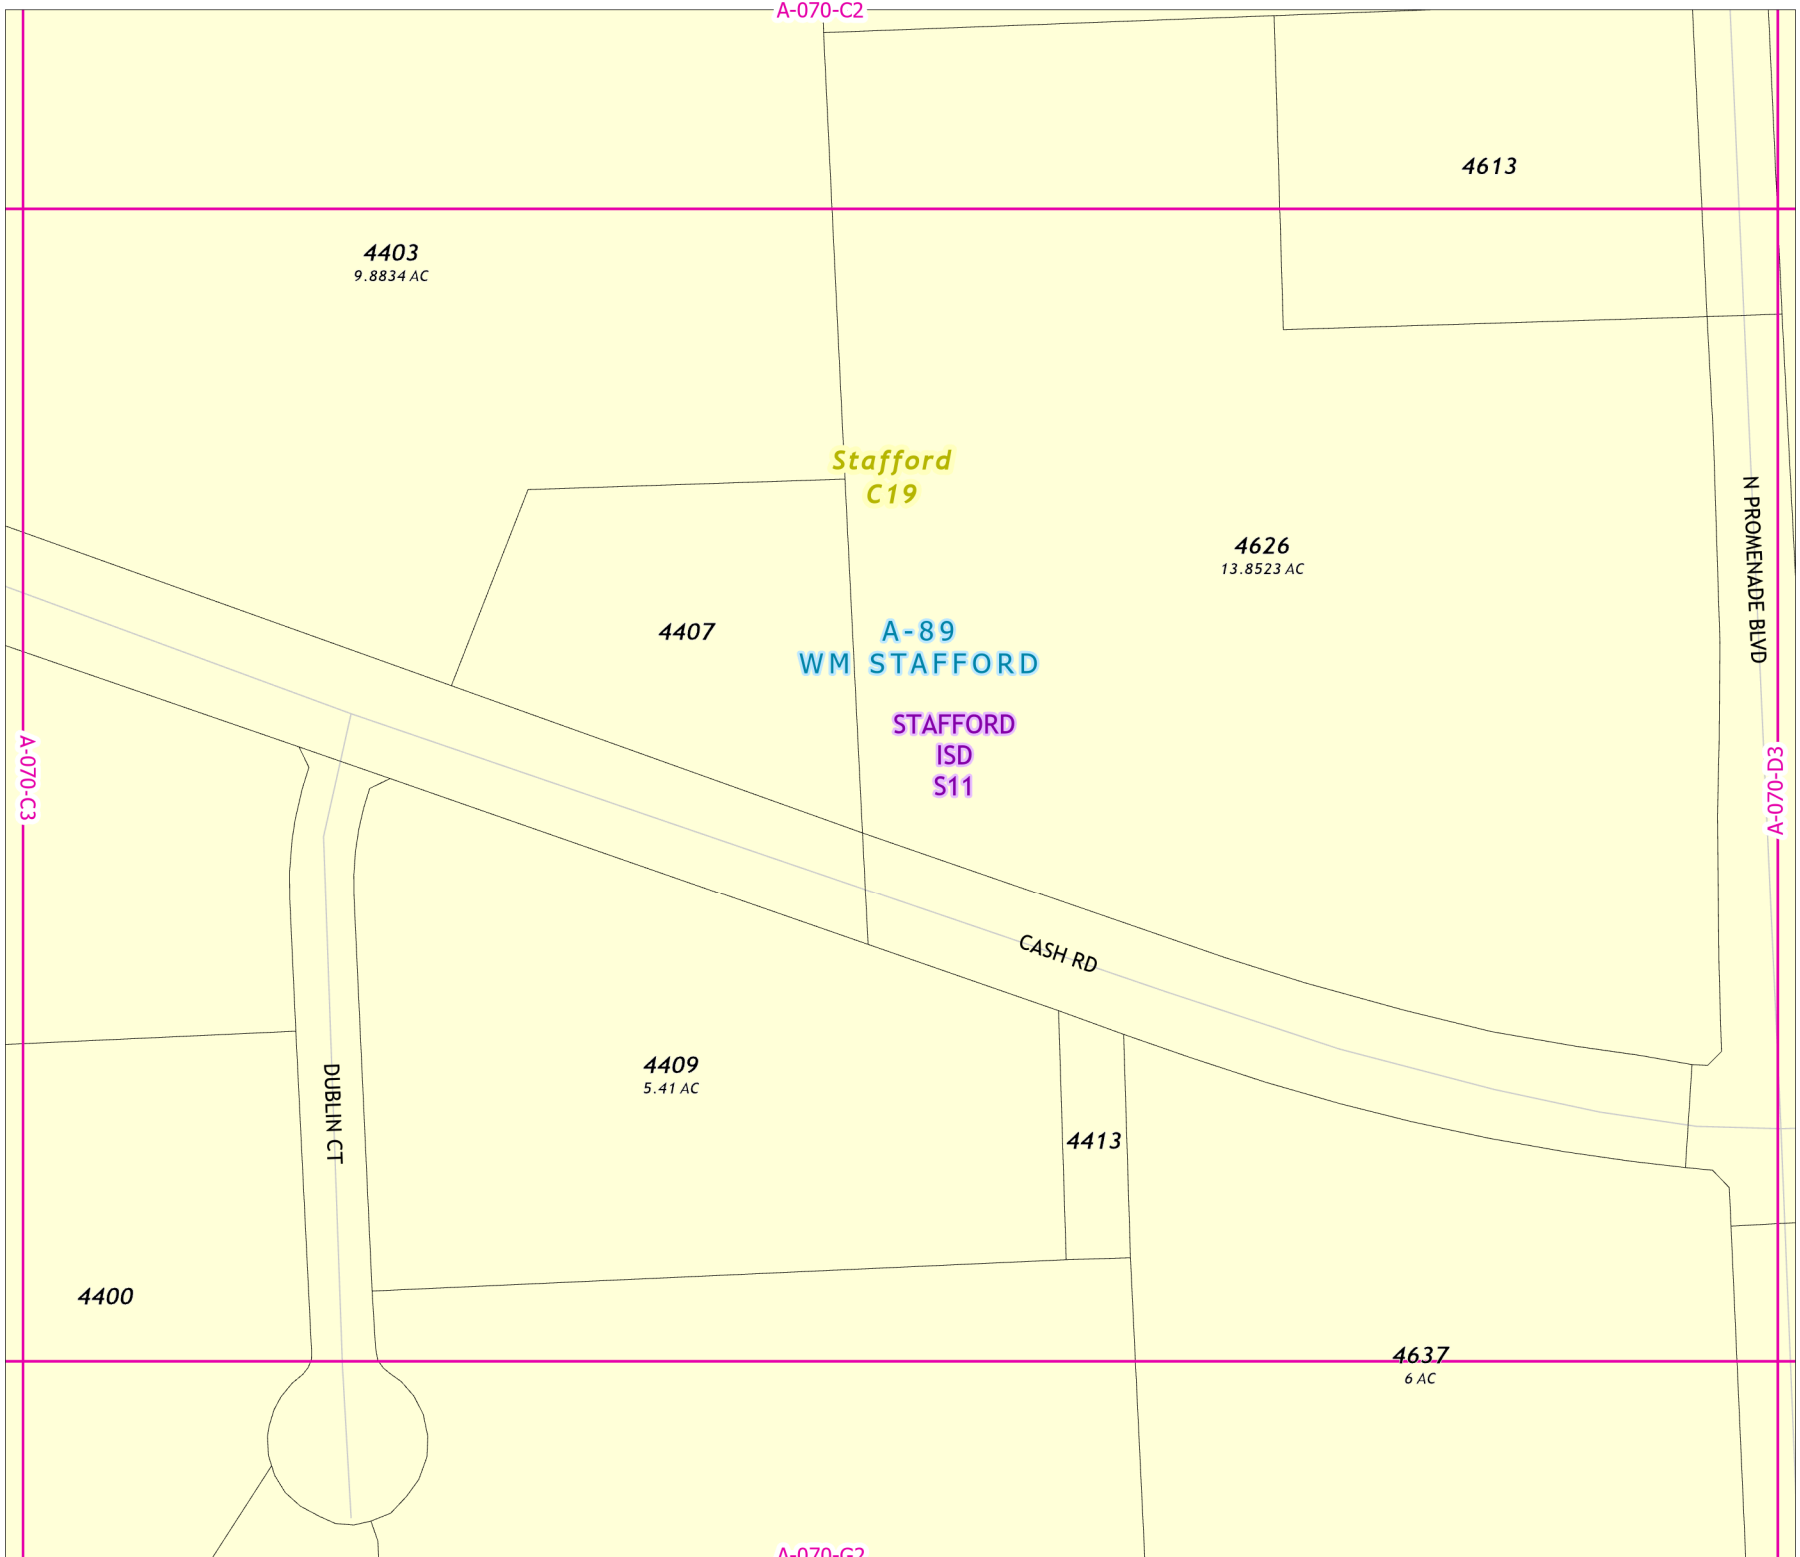 A-070-C2
4613
4403
9.8834 AC
Stafford
C19
N PROMENADE BLVD
4626
13.8523 AC
4407
A-89
WM STAFFORD
STAFFORD
ISD
S11
A-070-C3
A-070-D3
CASH RD
4409
5.41 AC
DUBLIN CT
4413
4400
4637
6 AC
A-070-G2